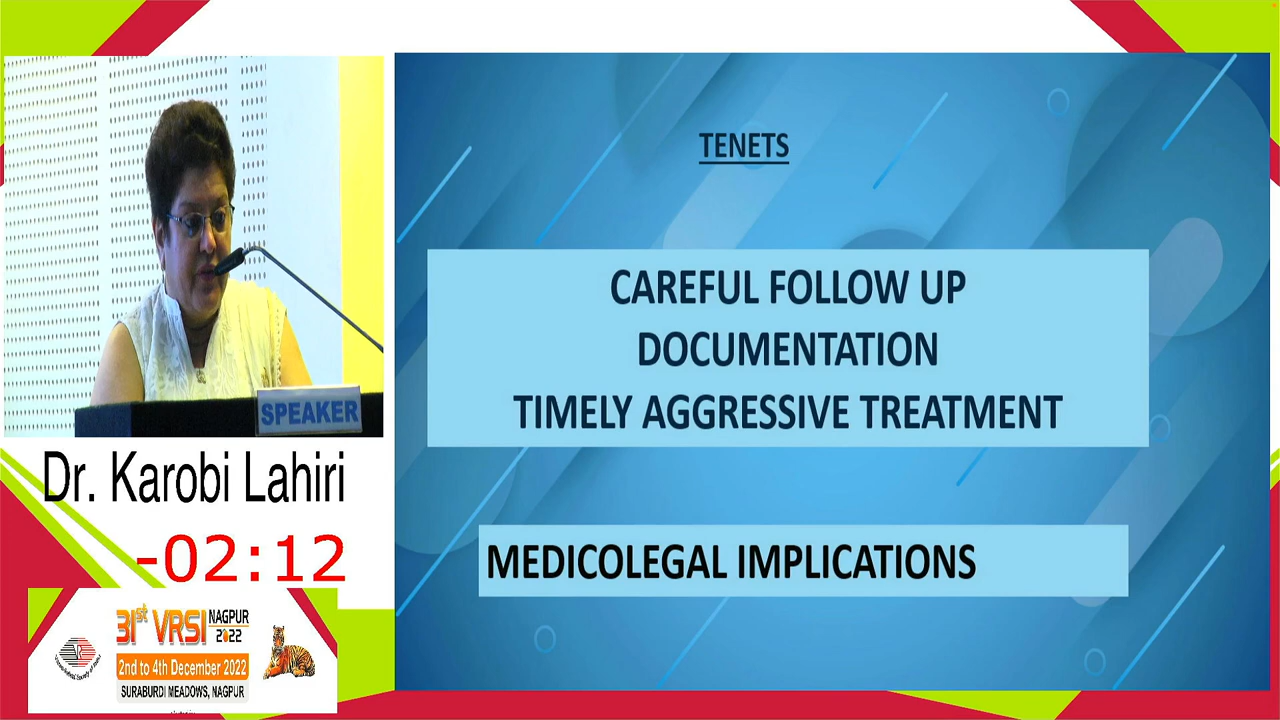 TENETS
CAREFUL FOLLOW UP
DOCUMENTATION
TIMELY AGGRESSIVE TREATMENT
MEDICOLEGAL IMPLICATIONS
SPEAKER
Dr. Karobi Lahiri
-02:12
31st VRSI NAGPUR 2022
2nd to 4th December 2022
SURABURDI MEADOWS, NAGPUR